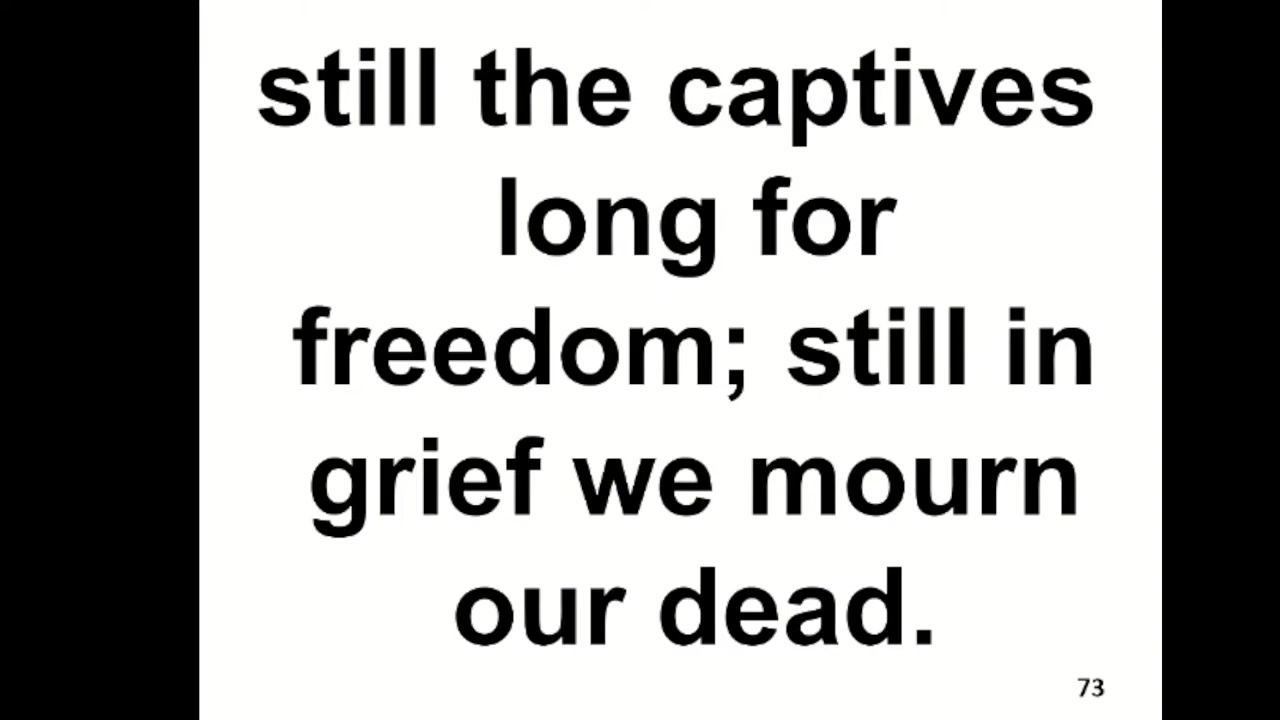 still the captives
long for
freedom; still in
grief we mourn
our dead.
73